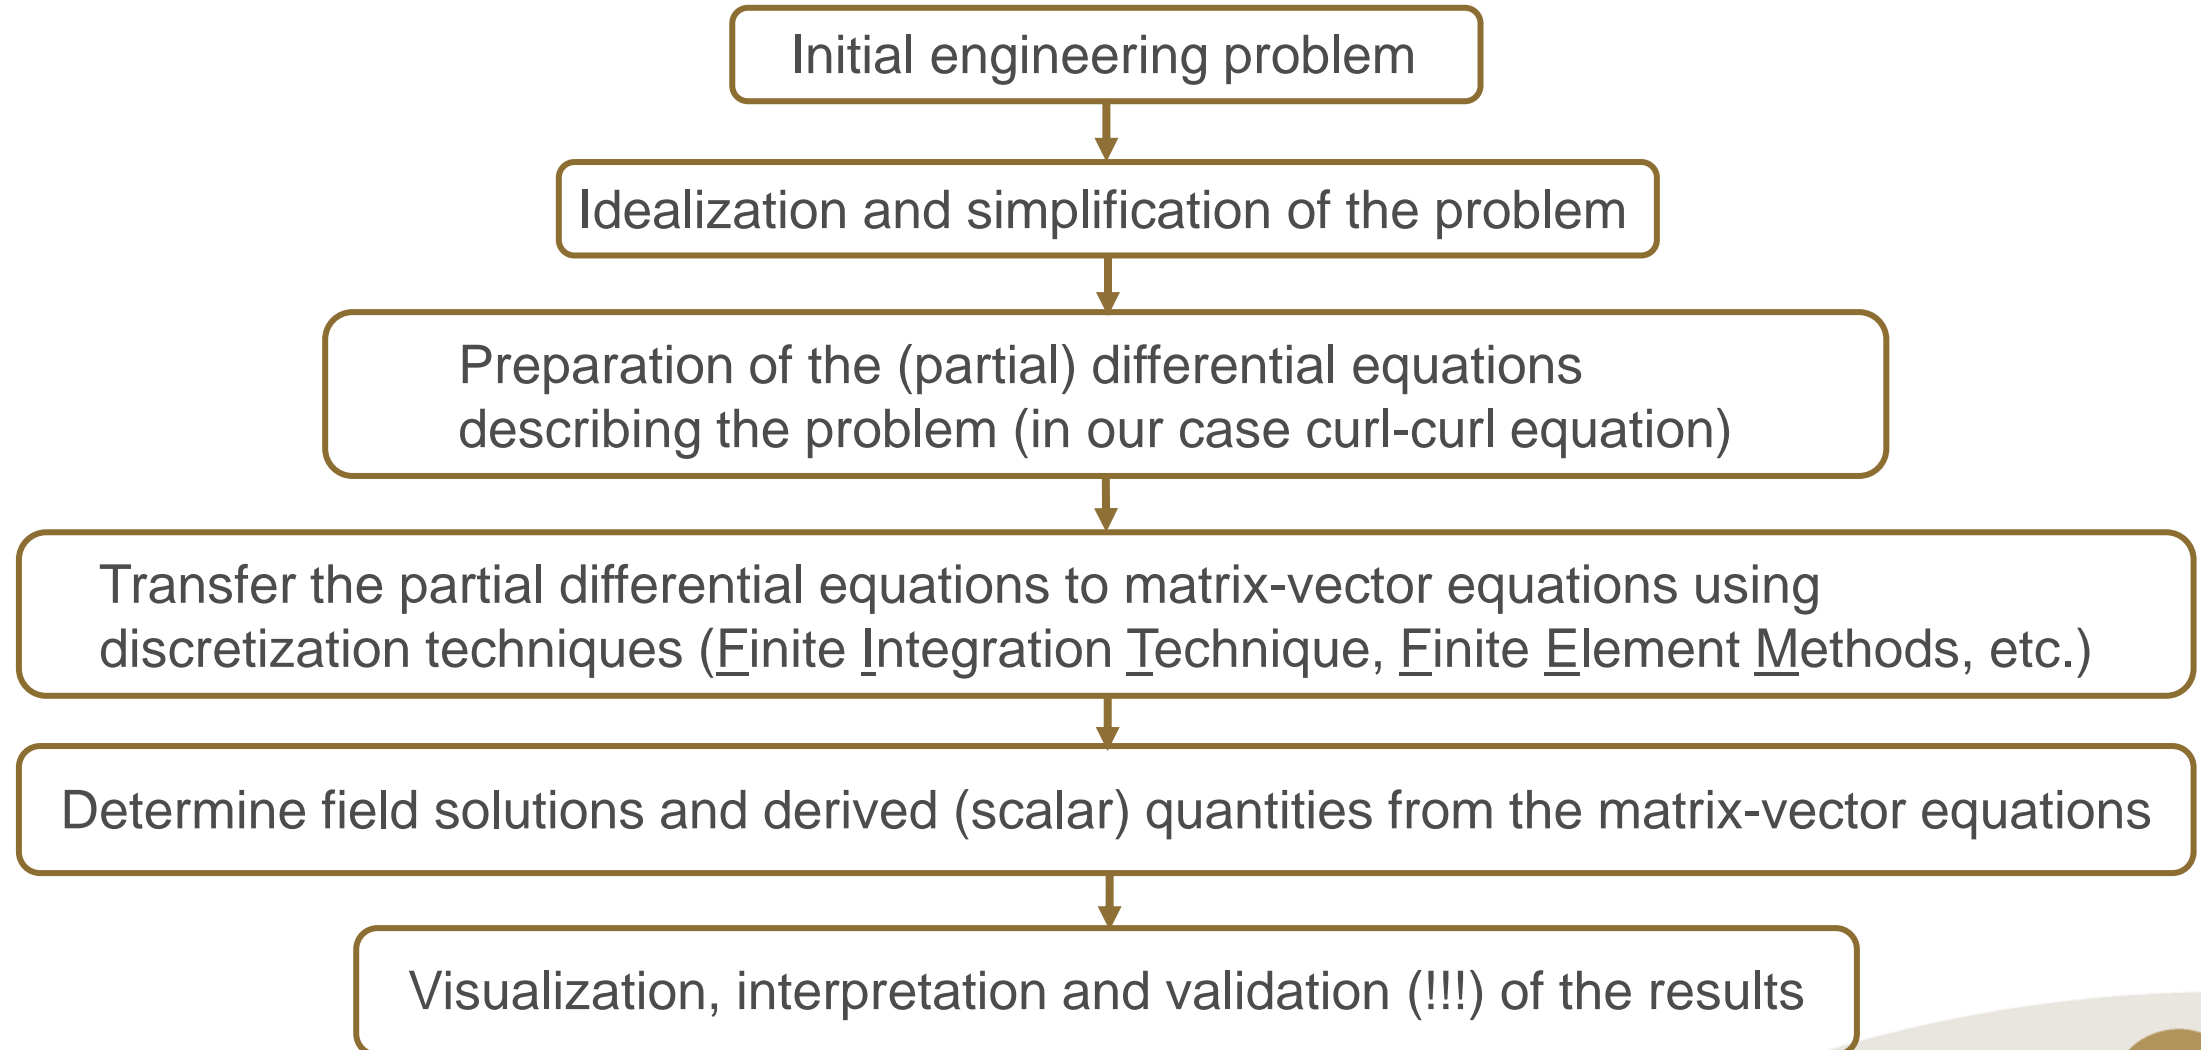 Initial engineering problem
Idealization and simplification of the problem
Preparation of the (partial) differential equations
describing the problem (in our case curl-curl equation)
Transfer the partial differential equations to matrix-vector equations using
discretization techniques (Finite Integration Technique, Finite Element Methods, etc.)
Determine field solutions and derived (scalar) quantities from the matrix-vector equations
Visualization, interpretation and validation (!!!) of the results